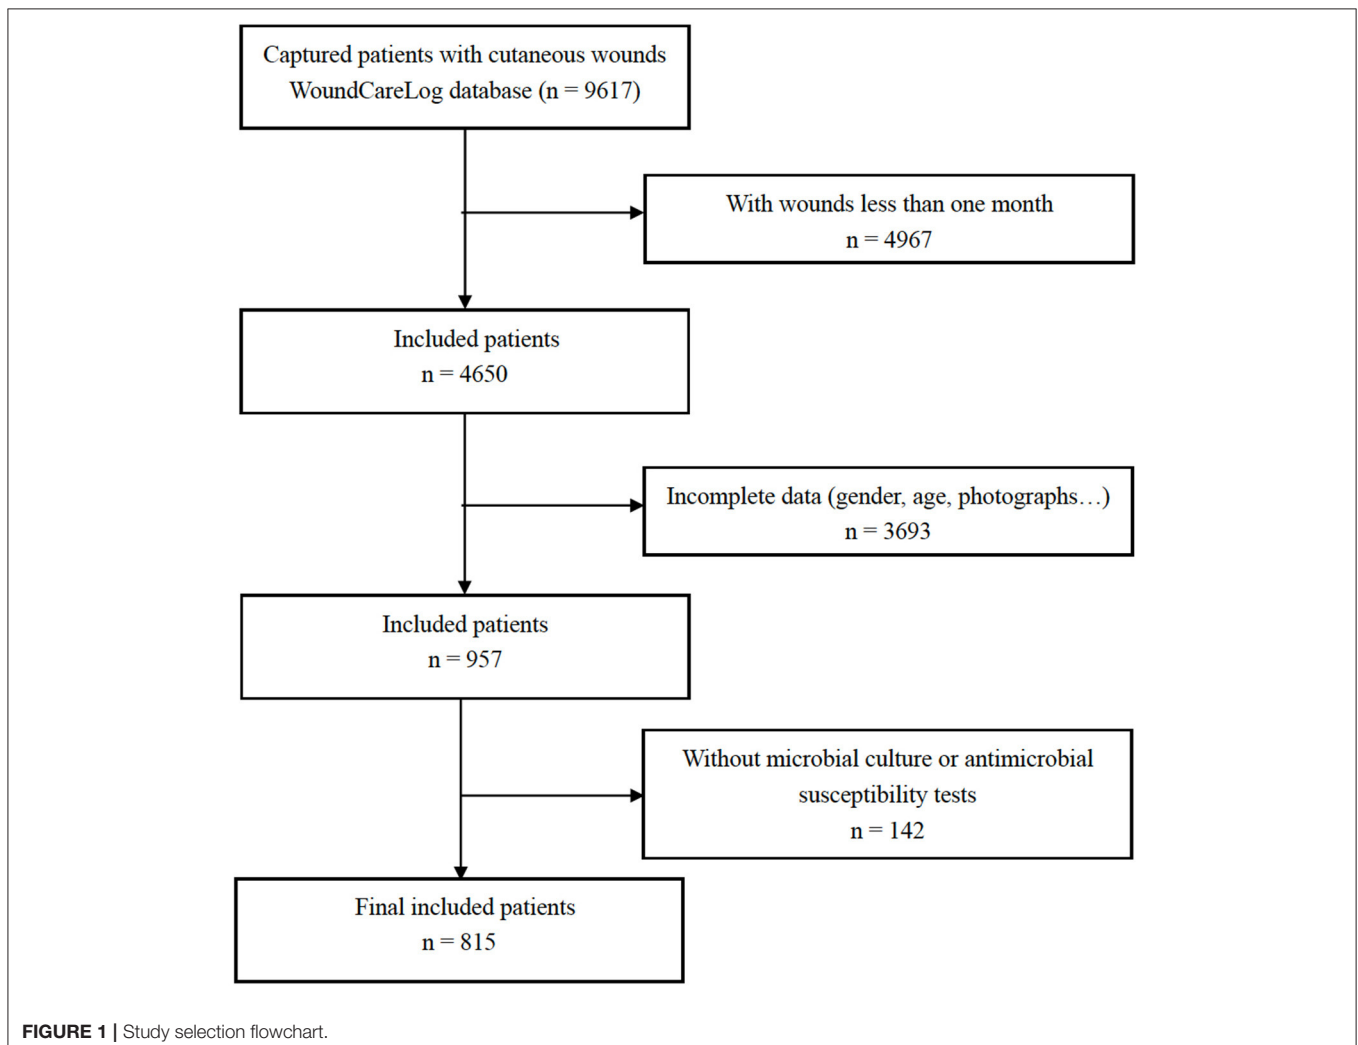 Captured patients with cutaneous wounds
WoundCareLog database (n = 9617)
With wounds less than one month
n = 4967
Included patients
n = 4650
Incomplete data (gender, age, photographs…)
n = 3693
Included patients
n = 957
Without microbial culture or antimicrobial
susceptibility tests
n = 142
Final included patients
n = 815
FIGURE 1 | Study selection flowchart.